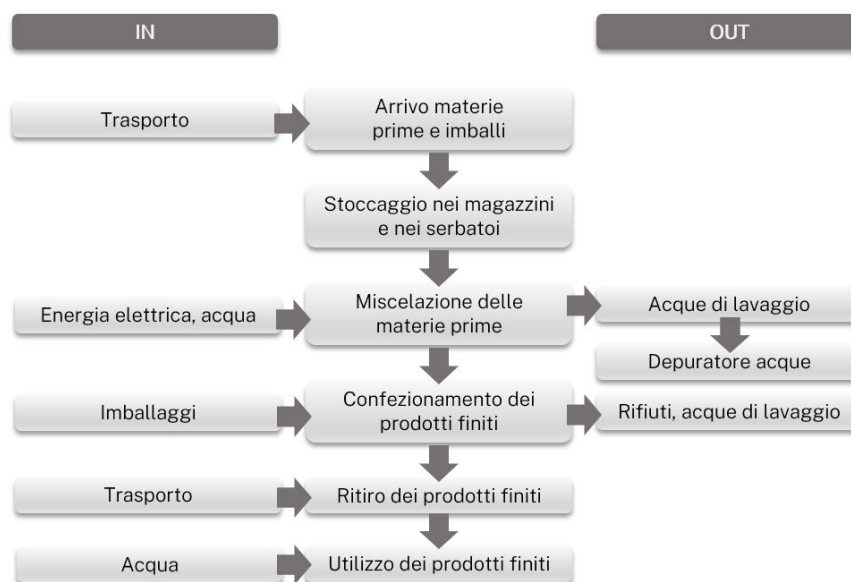 IN
OUT
Trasporto
Arrivo materie
prime e imballi
Stoccaggio nei magazzini
e nei serbatoi
Energia elettrica, acqua
Miscelazione delle
materie prime
Acque di lavaggio
Depuratore acque
Imballaggi
Confezionamento dei
prodotti finiti
Rifiuti, acque di lavaggio
Trasporto
Ritiro dei prodotti finiti
Acqua
Utilizzo dei prodotti finiti